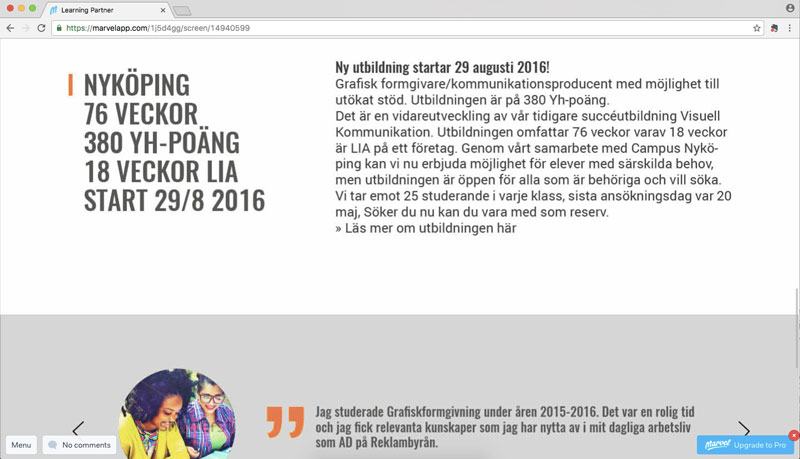 Learning Partner
https://marvelapp.com/1j5d4gg/screen/14940599
NYKÖPING
76 VECKOR
380 YH-POÄNG
18 VECKOR LIA
START 29/8 2016
Ny utbildning startar 29 augusti 2016!
Grafisk formgivare/kommunikationsproducent med möjlighet till
utökat stöd. Utbildningen är på 380 Yh-poäng.
Det är en vidareutveckling av vår tidigare succéutbildning Visuell
Kommunikation. Utbildningen omfattar 76 veckor varav 18 veckor
är LIA på ett företag. Genom vårt samarbete med Campus Nykö-
ping kan vi nu erbjuda möjlighet för elever med särskilda behov,
men utbildningen är öppen för alla som är behöriga och vill söka.
Vi tar emot 25 studerande i varje klass, sista ansökningsdag var 20
maj, Söker du nu kan du vara med som reserv.
» Läs mer om utbildningen här
Jag studerade Grafiskformgivning under åren 2015-2016. Det var en rolig tid
och jag fick relevanta kunskaper som jag har nytta av i mit dagliga arbetsliv
som AD på Reklambyrån.
Menu
No comments
Marvel Upgrade to Pro